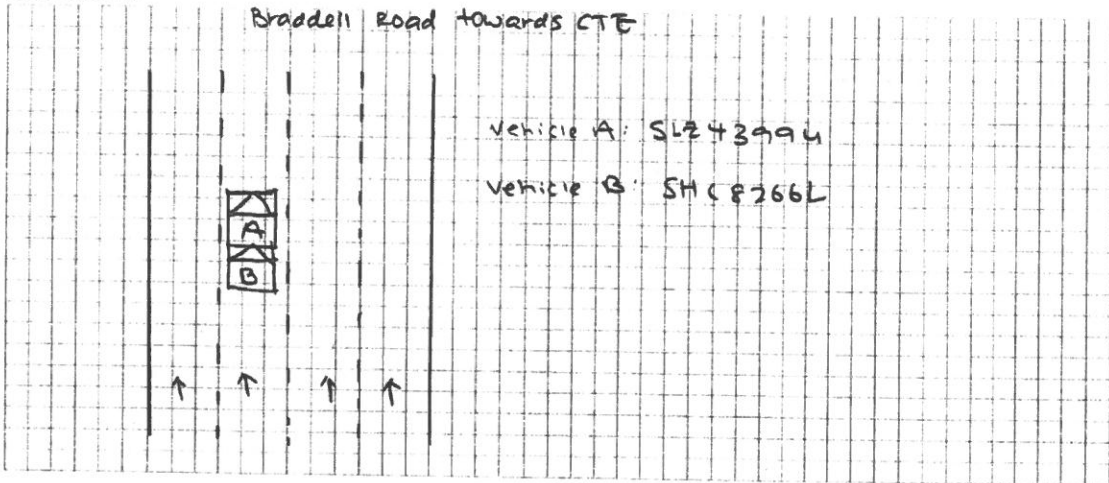 Braddell Road towards CTE
Vehicle A: SLZ4399U
Vehicle B: SHC8266L
A
B